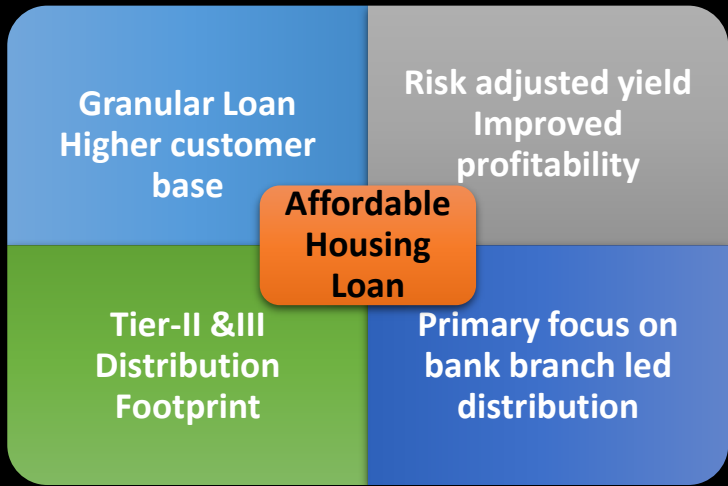 Granular Loan
Higher customer
base
Risk adjusted yield
Improved
profitability
Affordable
Housing
Loan
Tier-II &III
Distribution
Footprint
Primary focus on
bank branch led
distribution